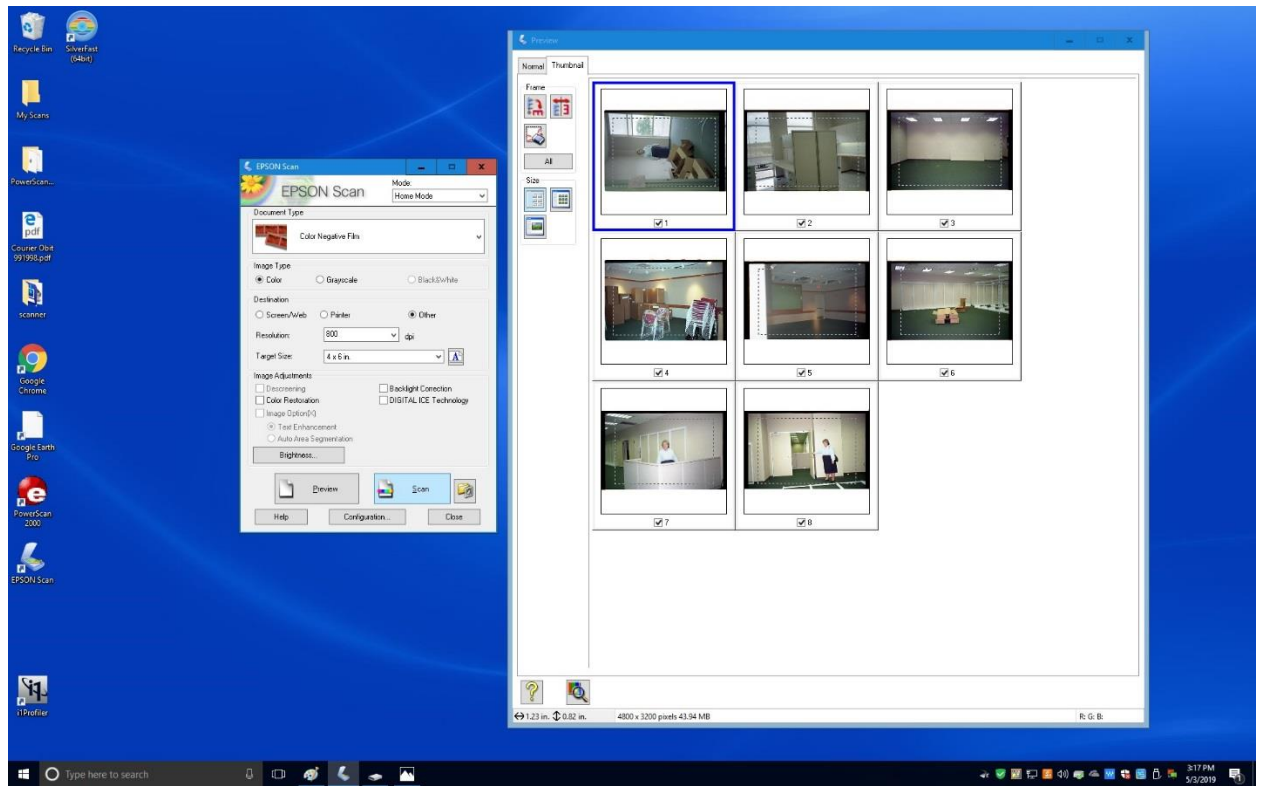 Recycle Bin
SilverFast
(64bit)
My Scans
PowerScan...
pdf
Courier Obit
991998.pdf
scanner
Google
Chrome
Google Earth
Pro
PowerScan
2000
EPSON Scan
i1Profiler
EPSON Scan
EPSON Scan
Mode:
Home Mode
Document Type
Color Negative Film
Image Type
Color
Grayscale
Black&White
Destination
Screen/Web
Printer
Other
Resolution:
800
dpi
Target Size:
4 x 6 in.
Image Adjustments
Descreening
Backlight Correction
Color Restoration
DIGITAL ICE Technology
Image Option(X)
Text Enhancement
Auto Area Segmentation
Brightness...
Preview
Scan
Help
Configuration...
Close
Preview
Normal
Thumbnail
Frame
All
Size
1
2
3
4
5
6
7
8
1.23 in. 0.82 in.
4800 x 3200 pixels 43.94 MB
R: G: B:
Type here to search
3:17 PM
5/3/2019